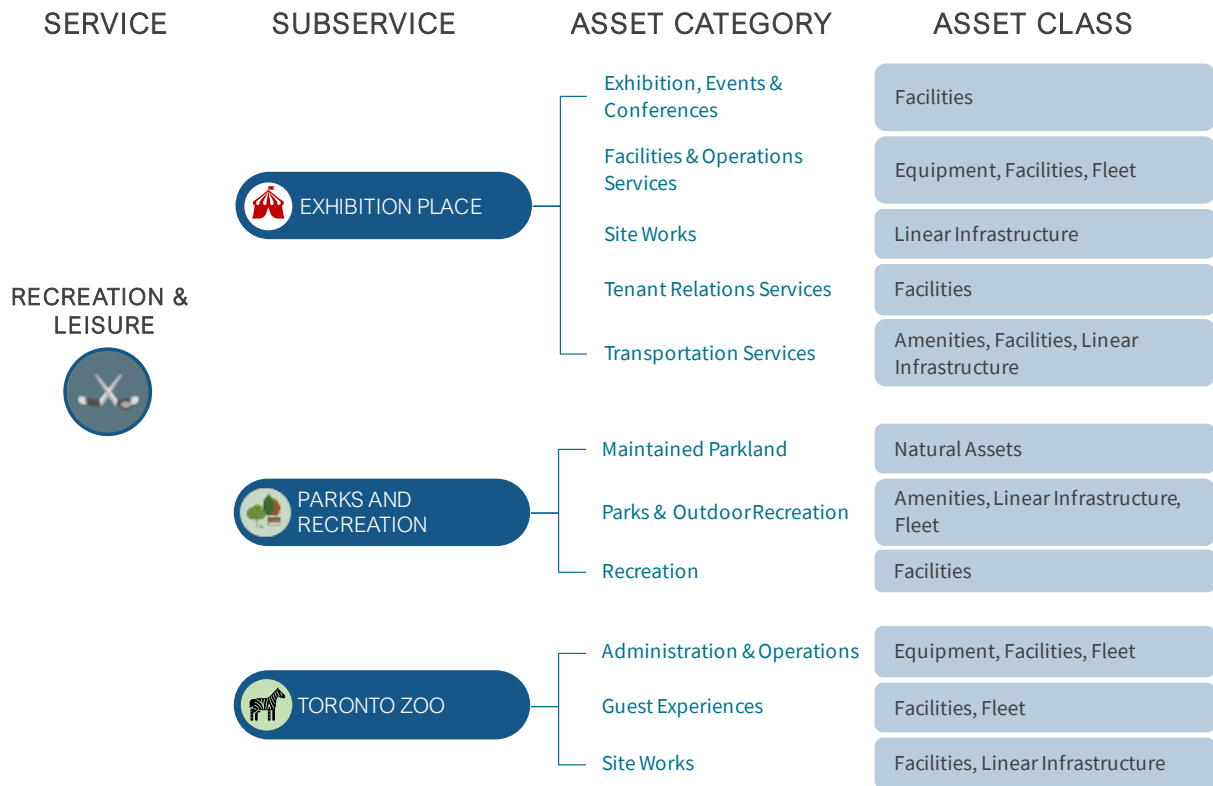 SERVICE
SUBSERVICE
ASSET CATEGORY
ASSET CLASS
RECREATION &
LEISURE
EXHIBITION PLACE
Exhibition, Events &
Conferences
Facilities
Facilities & Operations
Services
Equipment, Facilities, Fleet
Site Works
Linear Infrastructure
Tenant Relations Services
Facilities
Transportation Services
Amenities, Facilities, Linear
Infrastructure
PARKS AND
RECREATION
Maintained Parkland
Natural Assets
Parks & Outdoor Recreation
Amenities, Linear Infrastructure,
Fleet
Recreation
Facilities
TORONTO ZOO
Administration & Operations
Equipment, Facilities, Fleet
Guest Experiences
Facilities, Fleet
Site Works
Facilities, Linear Infrastructure